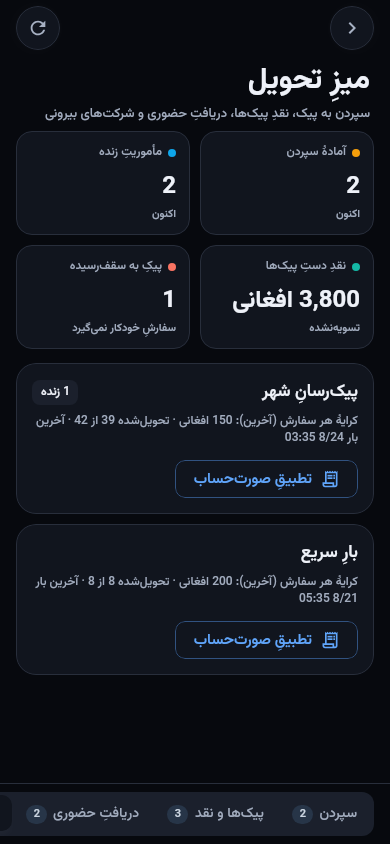 میزِ تحویل
سپردن به پیک، نقدِ پیک‌ها، دریافتِ حضوری و شرکت‌های بیرونی
آمادهٔ سپردن
2
اکنون
مأموریتِ زنده
2
اکنون
نقدِ دستِ پیک‌ها
3,800 افغانی
تسویه‌نشده
پیکِ به سقف‌رسیده
1
سفارشِ خودکار نمی‌گیرد
پیک‌رسانِ شهر
1 زنده
کرایهٔ هر سفارش (آخرین): 150 افغانی · تحویل‌شده 39 از 42 · آخرین
بار 8/24 03:35
تطبیقِ صورت‌حساب
بارِ سریع
کرایهٔ هر سفارش (آخرین): 200 افغانی · تحویل‌شده 8 از 8 · آخرین بار
8/21 05:35
تطبیقِ صورت‌حساب
سپردن 2
پیک‌ها و نقد 3
دریافتِ حضوری 2